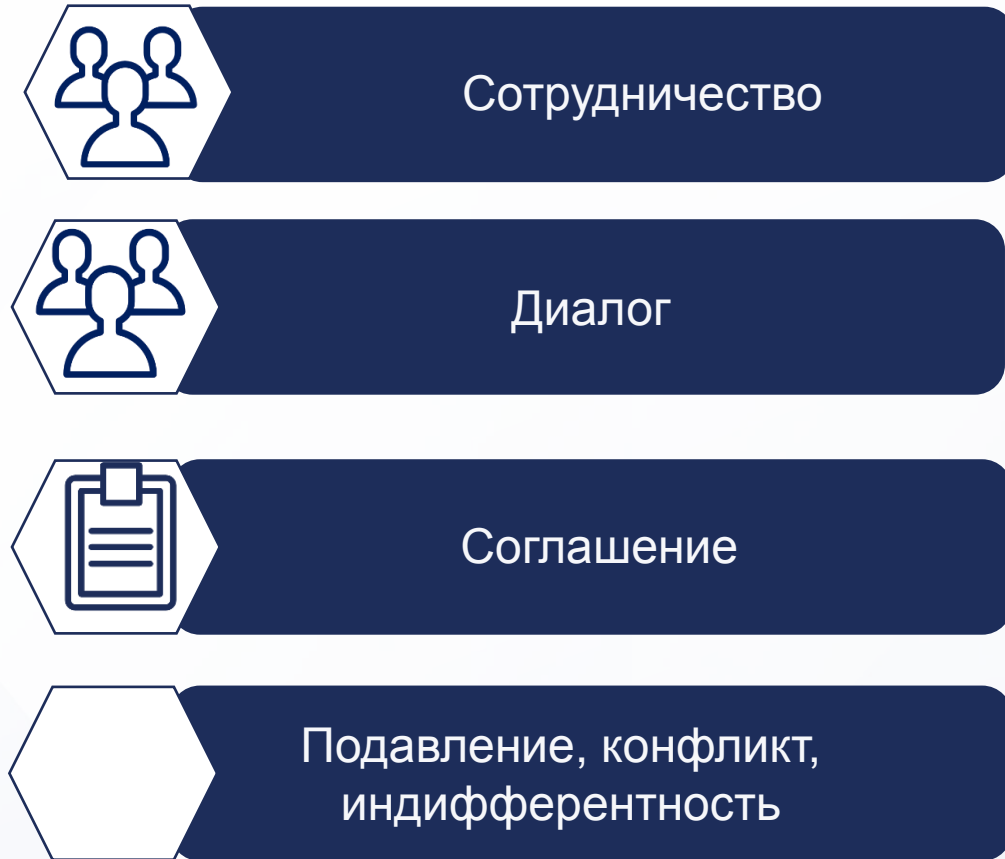 Сотрудничество
Диалог
Соглашение
Подавление, конфликт,
индифферентность